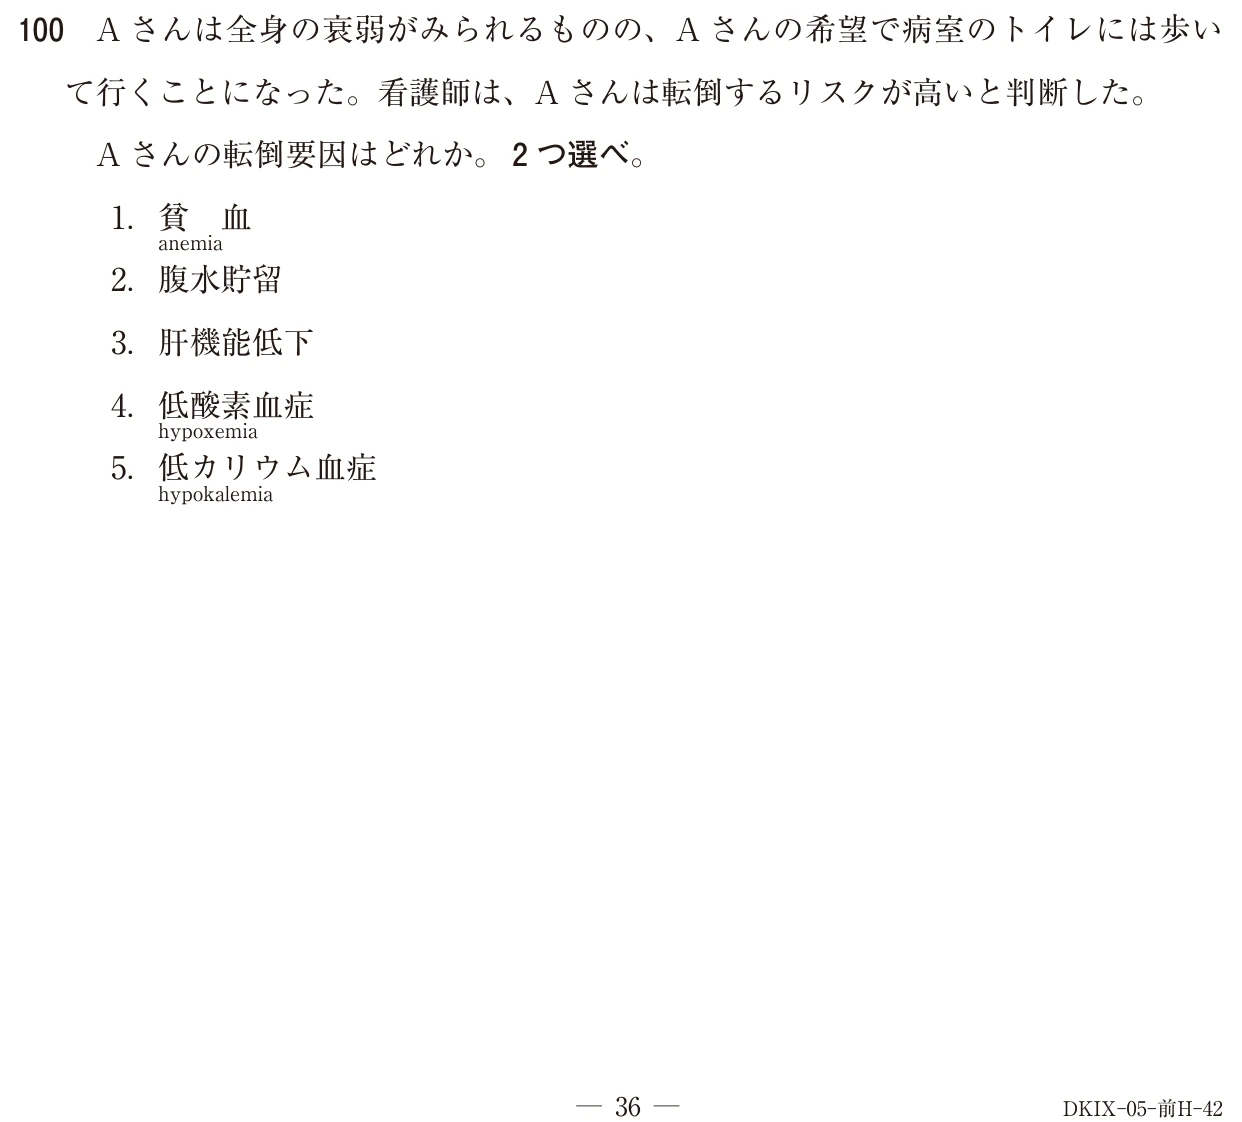 100 Aさんは全身の衰弱がみられるものの、Aさんの希望で病室のトイレには歩い
て行くことになった。看護師は、Aさんは転倒するリスクが高いと判断した。
Aさんの転倒要因はどれか。2つ選べ。
1. 貧　血
anemia
2. 腹水貯留
3. 肝機能低下
4. 低酸素血症
hypoxemia
5. 低カリウム血症
hypokalemia
— 36 —
DKIX-05-前H-42